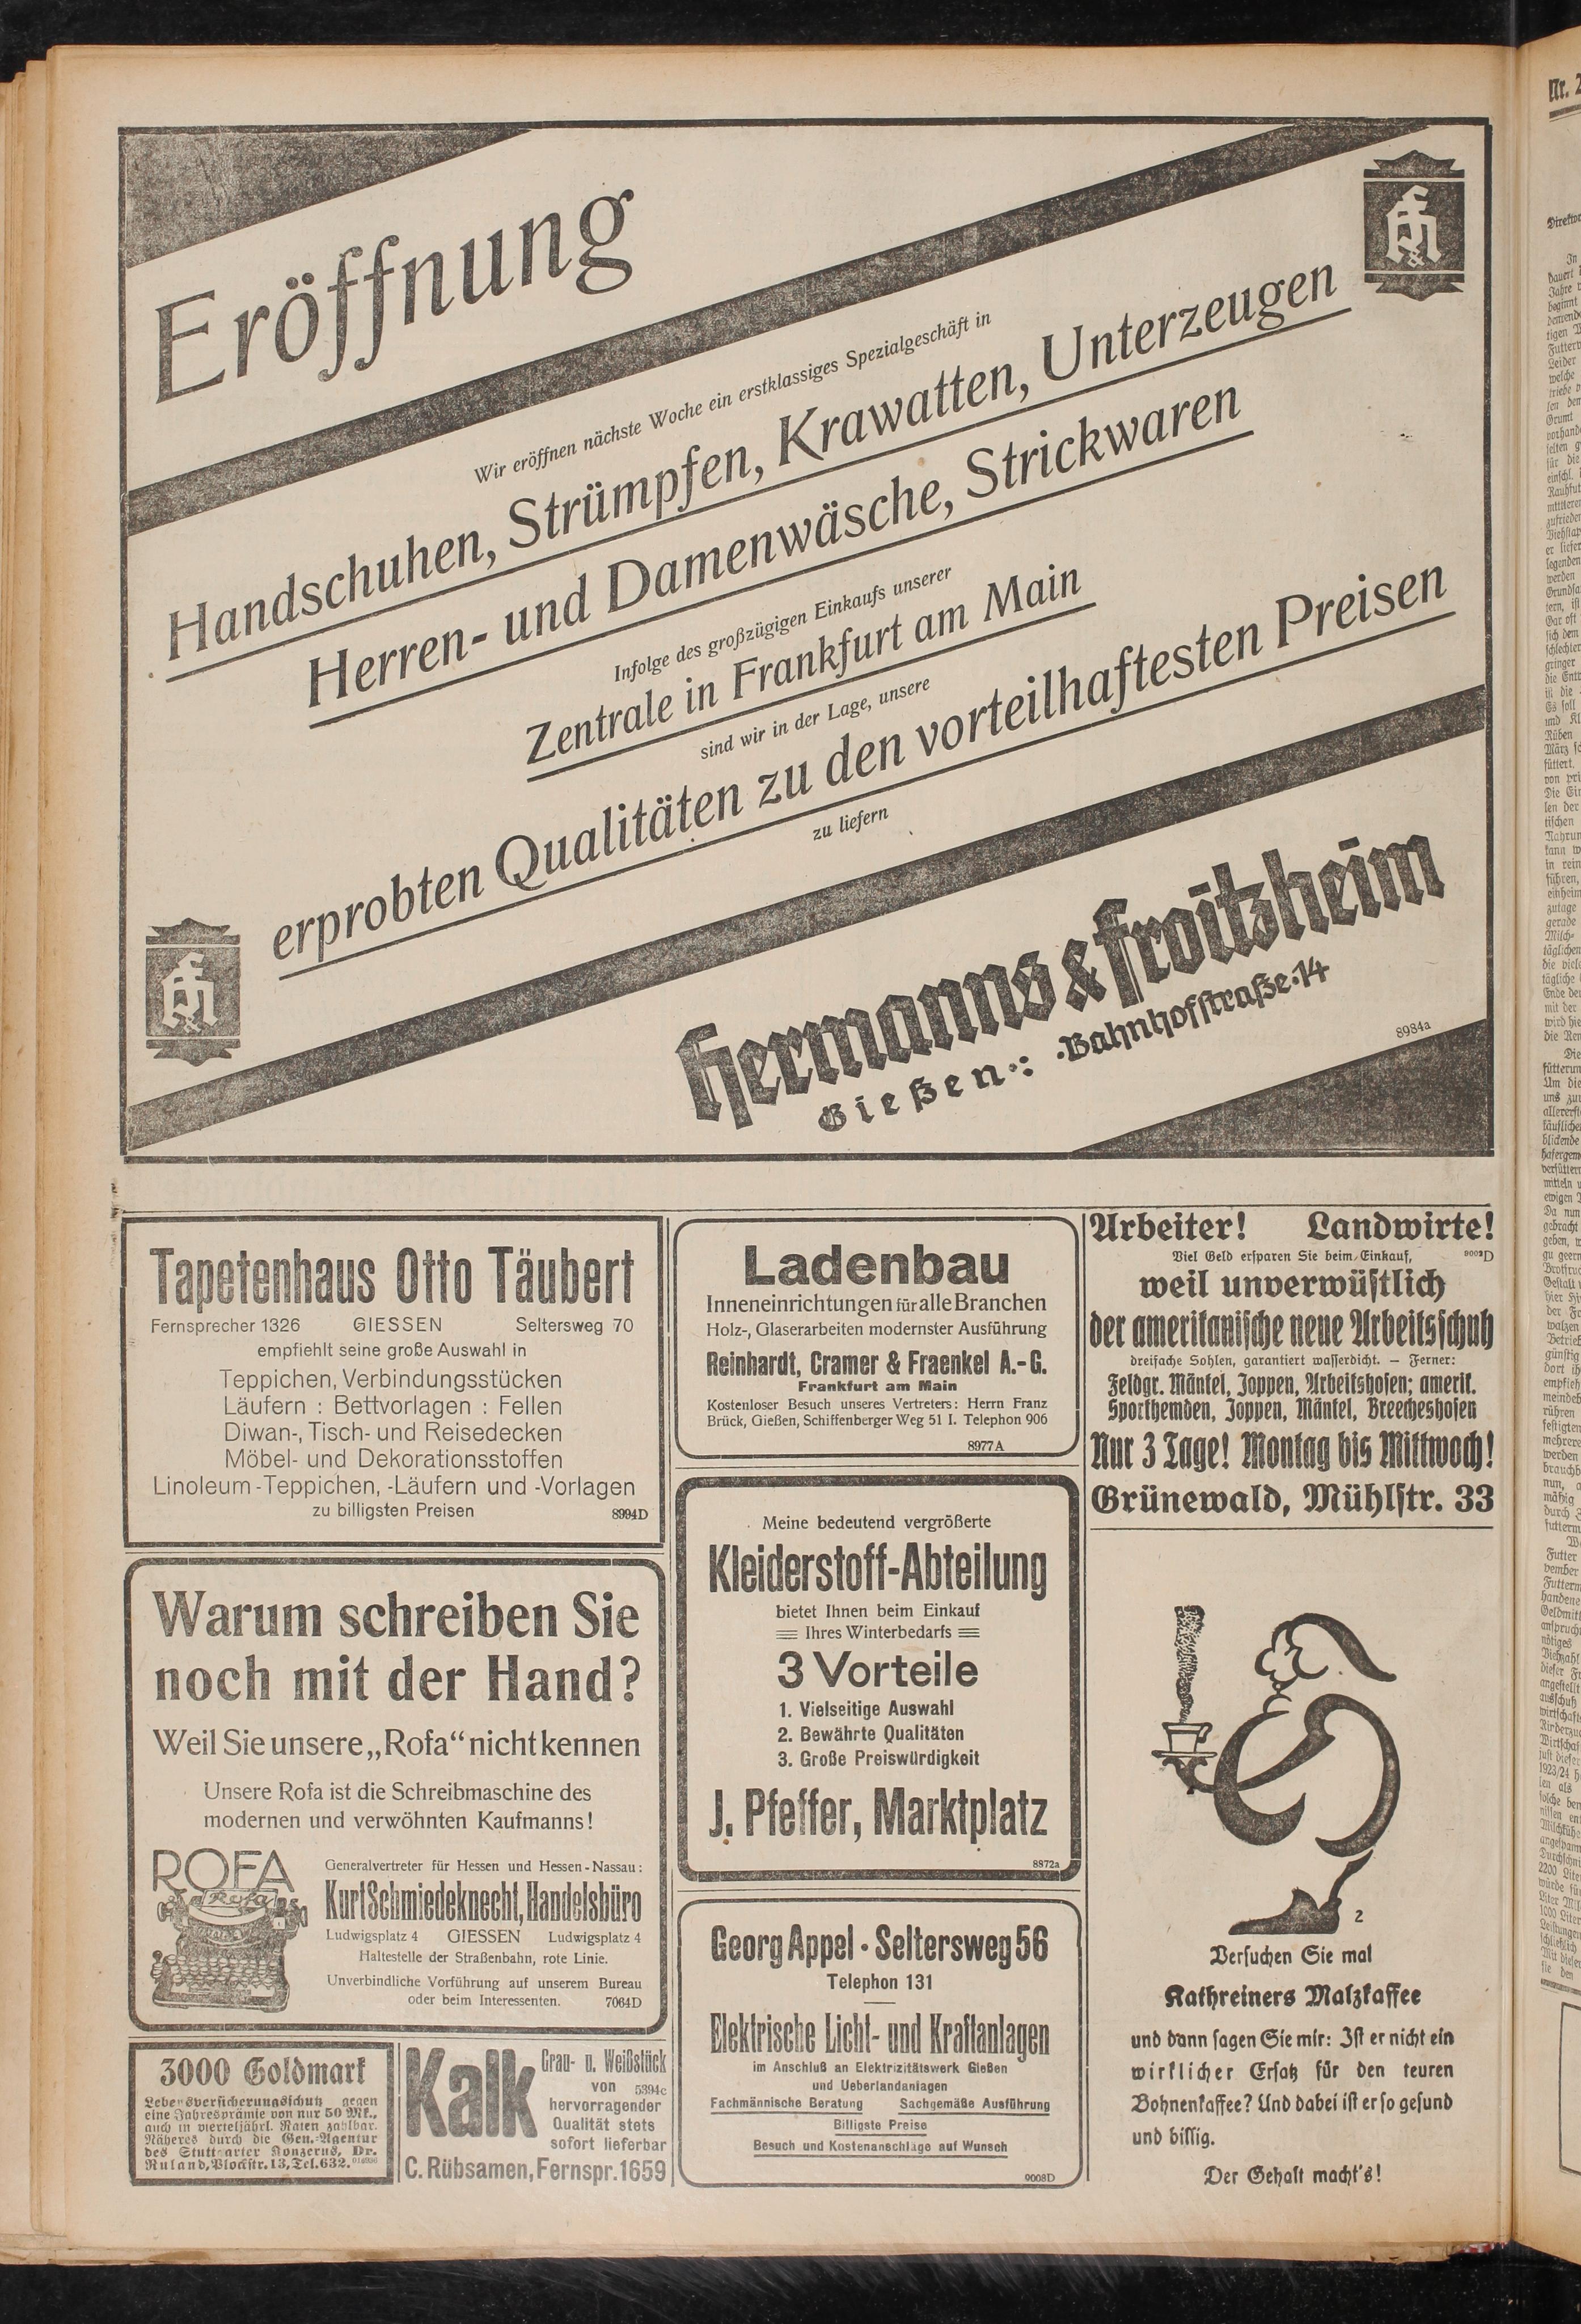 Eröffnung
Wir eröffnen nächste Woche ein erstklassiges Spezialgeschäft in
Handschuhen, Strümpfen, Krawatten, Unterzeugen
Herren- und Damenwäsche, Strickwaren
Infolge des großzügigen Einkaufs unserer
Zentrale in Frankfurt am Main
sind wir in der Lage, unsere
erprobten Qualitäten zu den vorteilhaftesten Preisen
zu liefern
Hermanns & Froitzheim
Gießen·: ·Bahnhofstraße·14
8984a
Tapetenhaus Otto Täubert
Fernsprecher 1326 GIESSEN Seltersweg 70
empfiehlt seine große Auswahl in
Teppichen, Verbindungsstücken
Läufern : Bettvorlagen : Fellen
Diwan-, Tisch- und Reisedecken
Möbel- und Dekorationsstoffen
Linoleum-Teppichen, -Läufern und -Vorlagen
zu billigsten Preisen 8994D
Warum schreiben Sie
noch mit der Hand?
Weil Sie unsere „Rofa“ nicht kennen
Unsere Rofa ist die Schreibmaschine des
modernen und verwöhnten Kaufmanns!
ROFA
Rofa
Generalvertreter für Hessen und Hessen-Nassau:
Kurt Schmiedeknecht, Handelsbüro
Ludwigsplatz 4 GIESSEN Ludwigsplatz 4
Haltestelle der Straßenbahn, rote Linie.
Unverbindliche Vorführung auf unserem Bureau
oder beim Interessenten. 7064D
3000 Goldmark
Lebensversicherungsschutz gegen
eine Jahresprämie von nur 50 Mk.,
auch in vierteljährl. Raten zahlbar.
Näheres durch die Gen.-Agentur
des Stuttgarter Konzerns, Dr.
Ruland, Blockstr. 13, Tel. 632.
Kalk
Grau- u. Weißstück
von 5394c
hervorragender
Qualität stets
sofort lieferbar
C. Rübsamen, Fernspr. 1659
Ladenbau
Inneneinrichtungen für alle Branchen
Holz-, Glaserarbeiten modernster Ausführung
Reinhardt, Cramer & Fraenkel A.-G.
Frankfurt am Main
Kostenloser Besuch unseres Vertreters: Herrn Franz
Brück, Gießen, Schiffenberger Weg 51 I. Telephon 906
8977A
Meine bedeutend vergrößerte
Kleiderstoff-Abteilung
bietet Ihnen beim Einkauf
Ihres Winterbedarfs
3 Vorteile
1. Vielseitige Auswahl
2. Bewährte Qualitäten
3. Große Preiswürdigkeit
J. Pfeffer, Marktplatz
8872a
Georg Appel · Seltersweg 56
Telephon 131
Elektrische Licht- und Kraftanlagen
im Anschluß an Elektrizitätswerk Gießen
und Ueberlandanlagen
Fachmännische Beratung Sachgemäße Ausführung
Billigste Preise
Besuch und Kostenanschläge auf Wunsch
9008D
Arbeiter! Landwirte!
Viel Geld ersparen Sie beim Einkauf,
weil unverwüstlich
der amerikanische neue Arbeitsschuh
dreifache Sohlen, garantiert wasserdicht. — Ferner:
Feldgr. Mäntel, Joppen, Arbeitshosen; amerik.
Sporthemden, Joppen, Mäntel, Breecheshosen
Nur 3 Tage! Montag bis Mittwoch!
Grünewald, Mühlstr. 33
2
Versuchen Sie mal
Kathreiners Malzkaffee
und dann sagen Sie mir: Ist er nicht ein
wirklicher Ersatz für den teuren
Bohnenkaffee? Und dabei ist er so gesund
und billig.
Der Gehalt macht's!